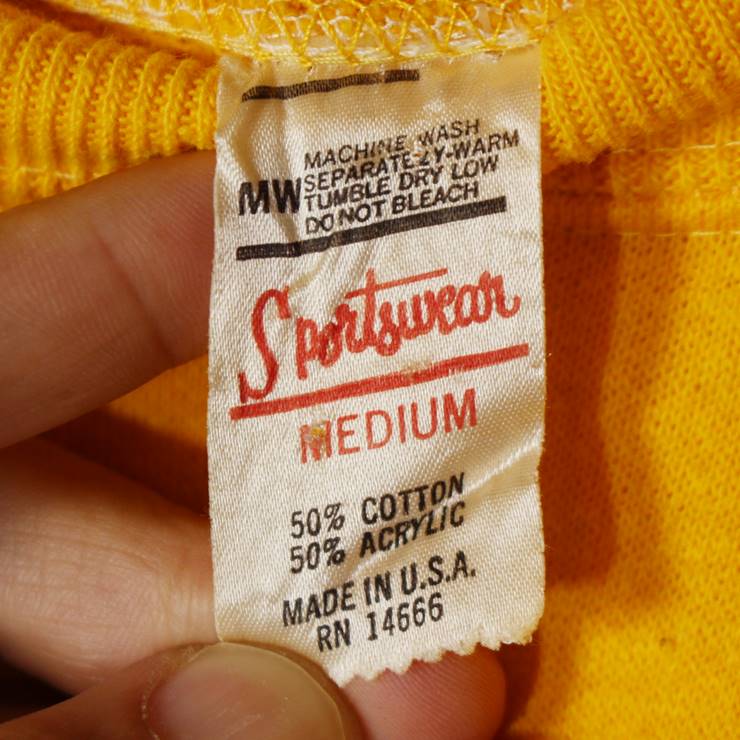 MW
MACHINE WASH
SEPARATELY-WARM
TUMBLE DRY LOW
DO NOT BLEACH
Sportswear
MEDIUM
50% COTTON
50% ACRYLIC
MADE IN U.S.A.
RN 14666